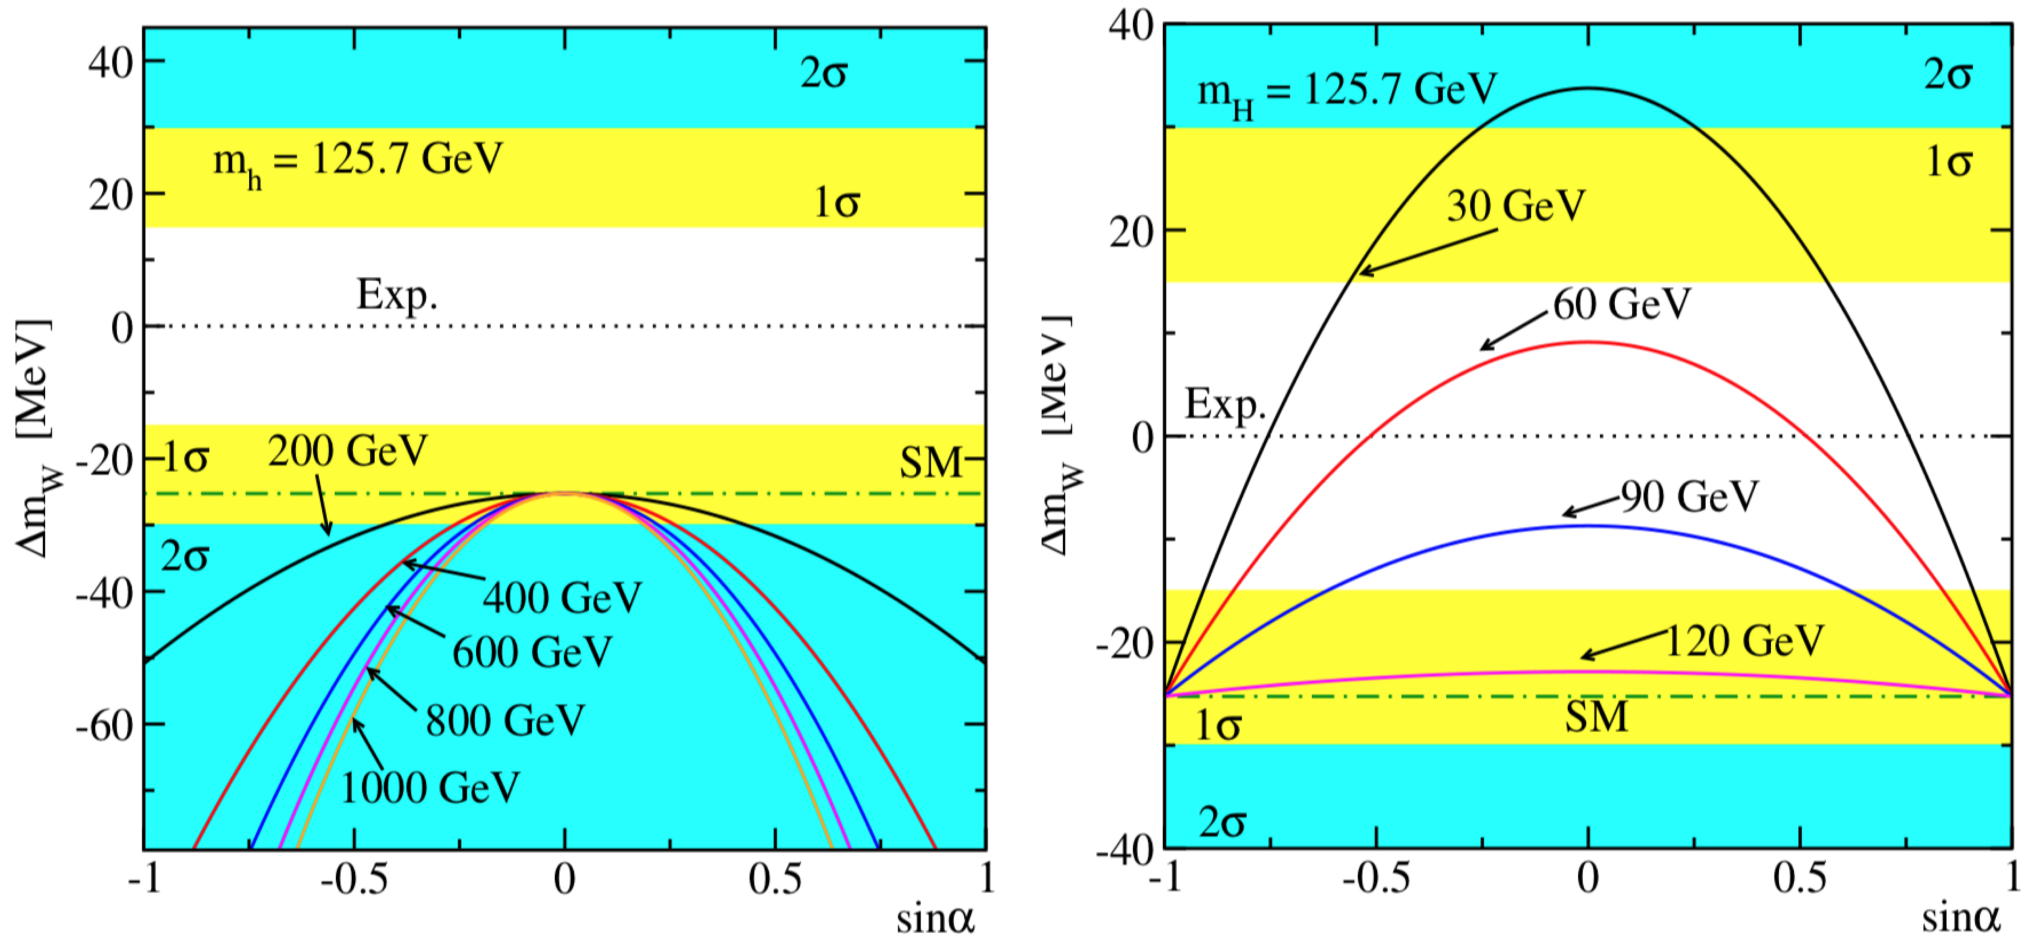 40
20
0
-20
-40
-60
Δm_W [MeV]
2σ
m_h = 125.7 GeV
1σ
Exp.
1σ
200 GeV
SM
2σ
400 GeV
600 GeV
800 GeV
1000 GeV
-1
-0.5
0
0.5
1
sinα
40
20
0
-20
-40
Δm_W [MeV]
2σ
m_H = 125.7 GeV
1σ
30 GeV
60 GeV
Exp.
90 GeV
120 GeV
SM
1σ
2σ
-1
-0.5
0
0.5
1
sinα